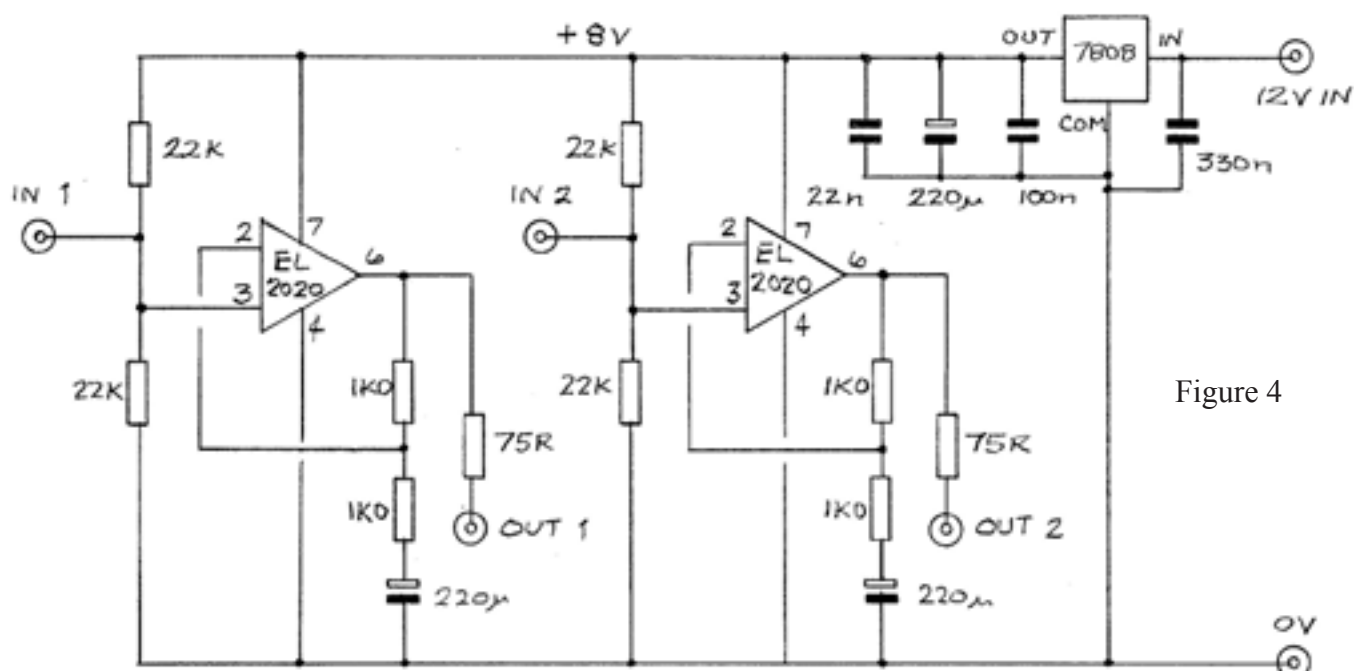 +8V
OUT
7808
IN
12V IN
COM
22K
22K
330n
IN 1
IN 2
22n
220µ
100n
2
7
EL
2020
6
3
4
2
7
EL
2020
6
3
4
22K
1K0
22K
1K0
Figure 4
75R
75R
1K0
OUT 1
1K0
OUT 2
220µ
220µ
0V